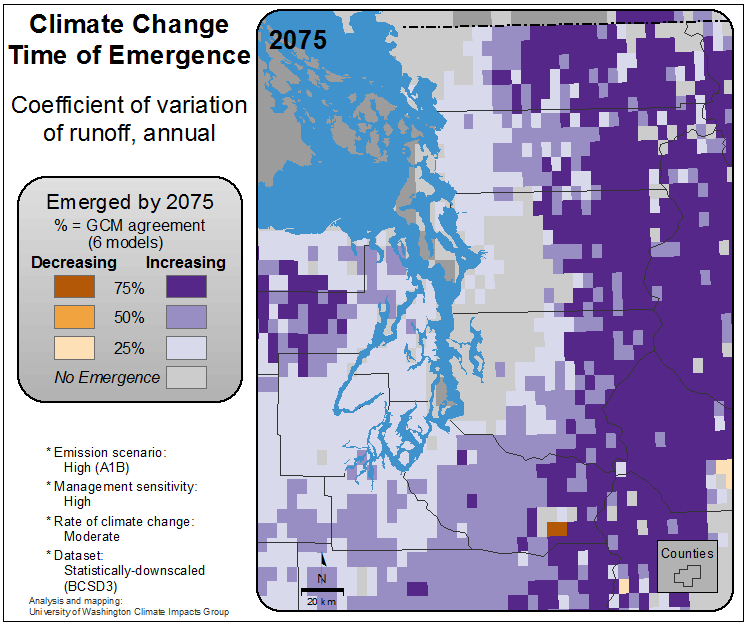 Climate Change
Time of Emergence
Coefficient of variation
of runoff, annual
Emerged by 2075
% = GCM agreement
(6 models)
Decreasing Increasing
75%
50%
25%
No Emergence
* Emission scenario:
High (A1B)
* Management sensitivity:
High
* Rate of climate change:
Moderate
* Dataset:
Statistically-downscaled
(BCSD3)
Analysis and mapping:
University of Washington Climate Impacts Group
2075
N
20 km
Counties